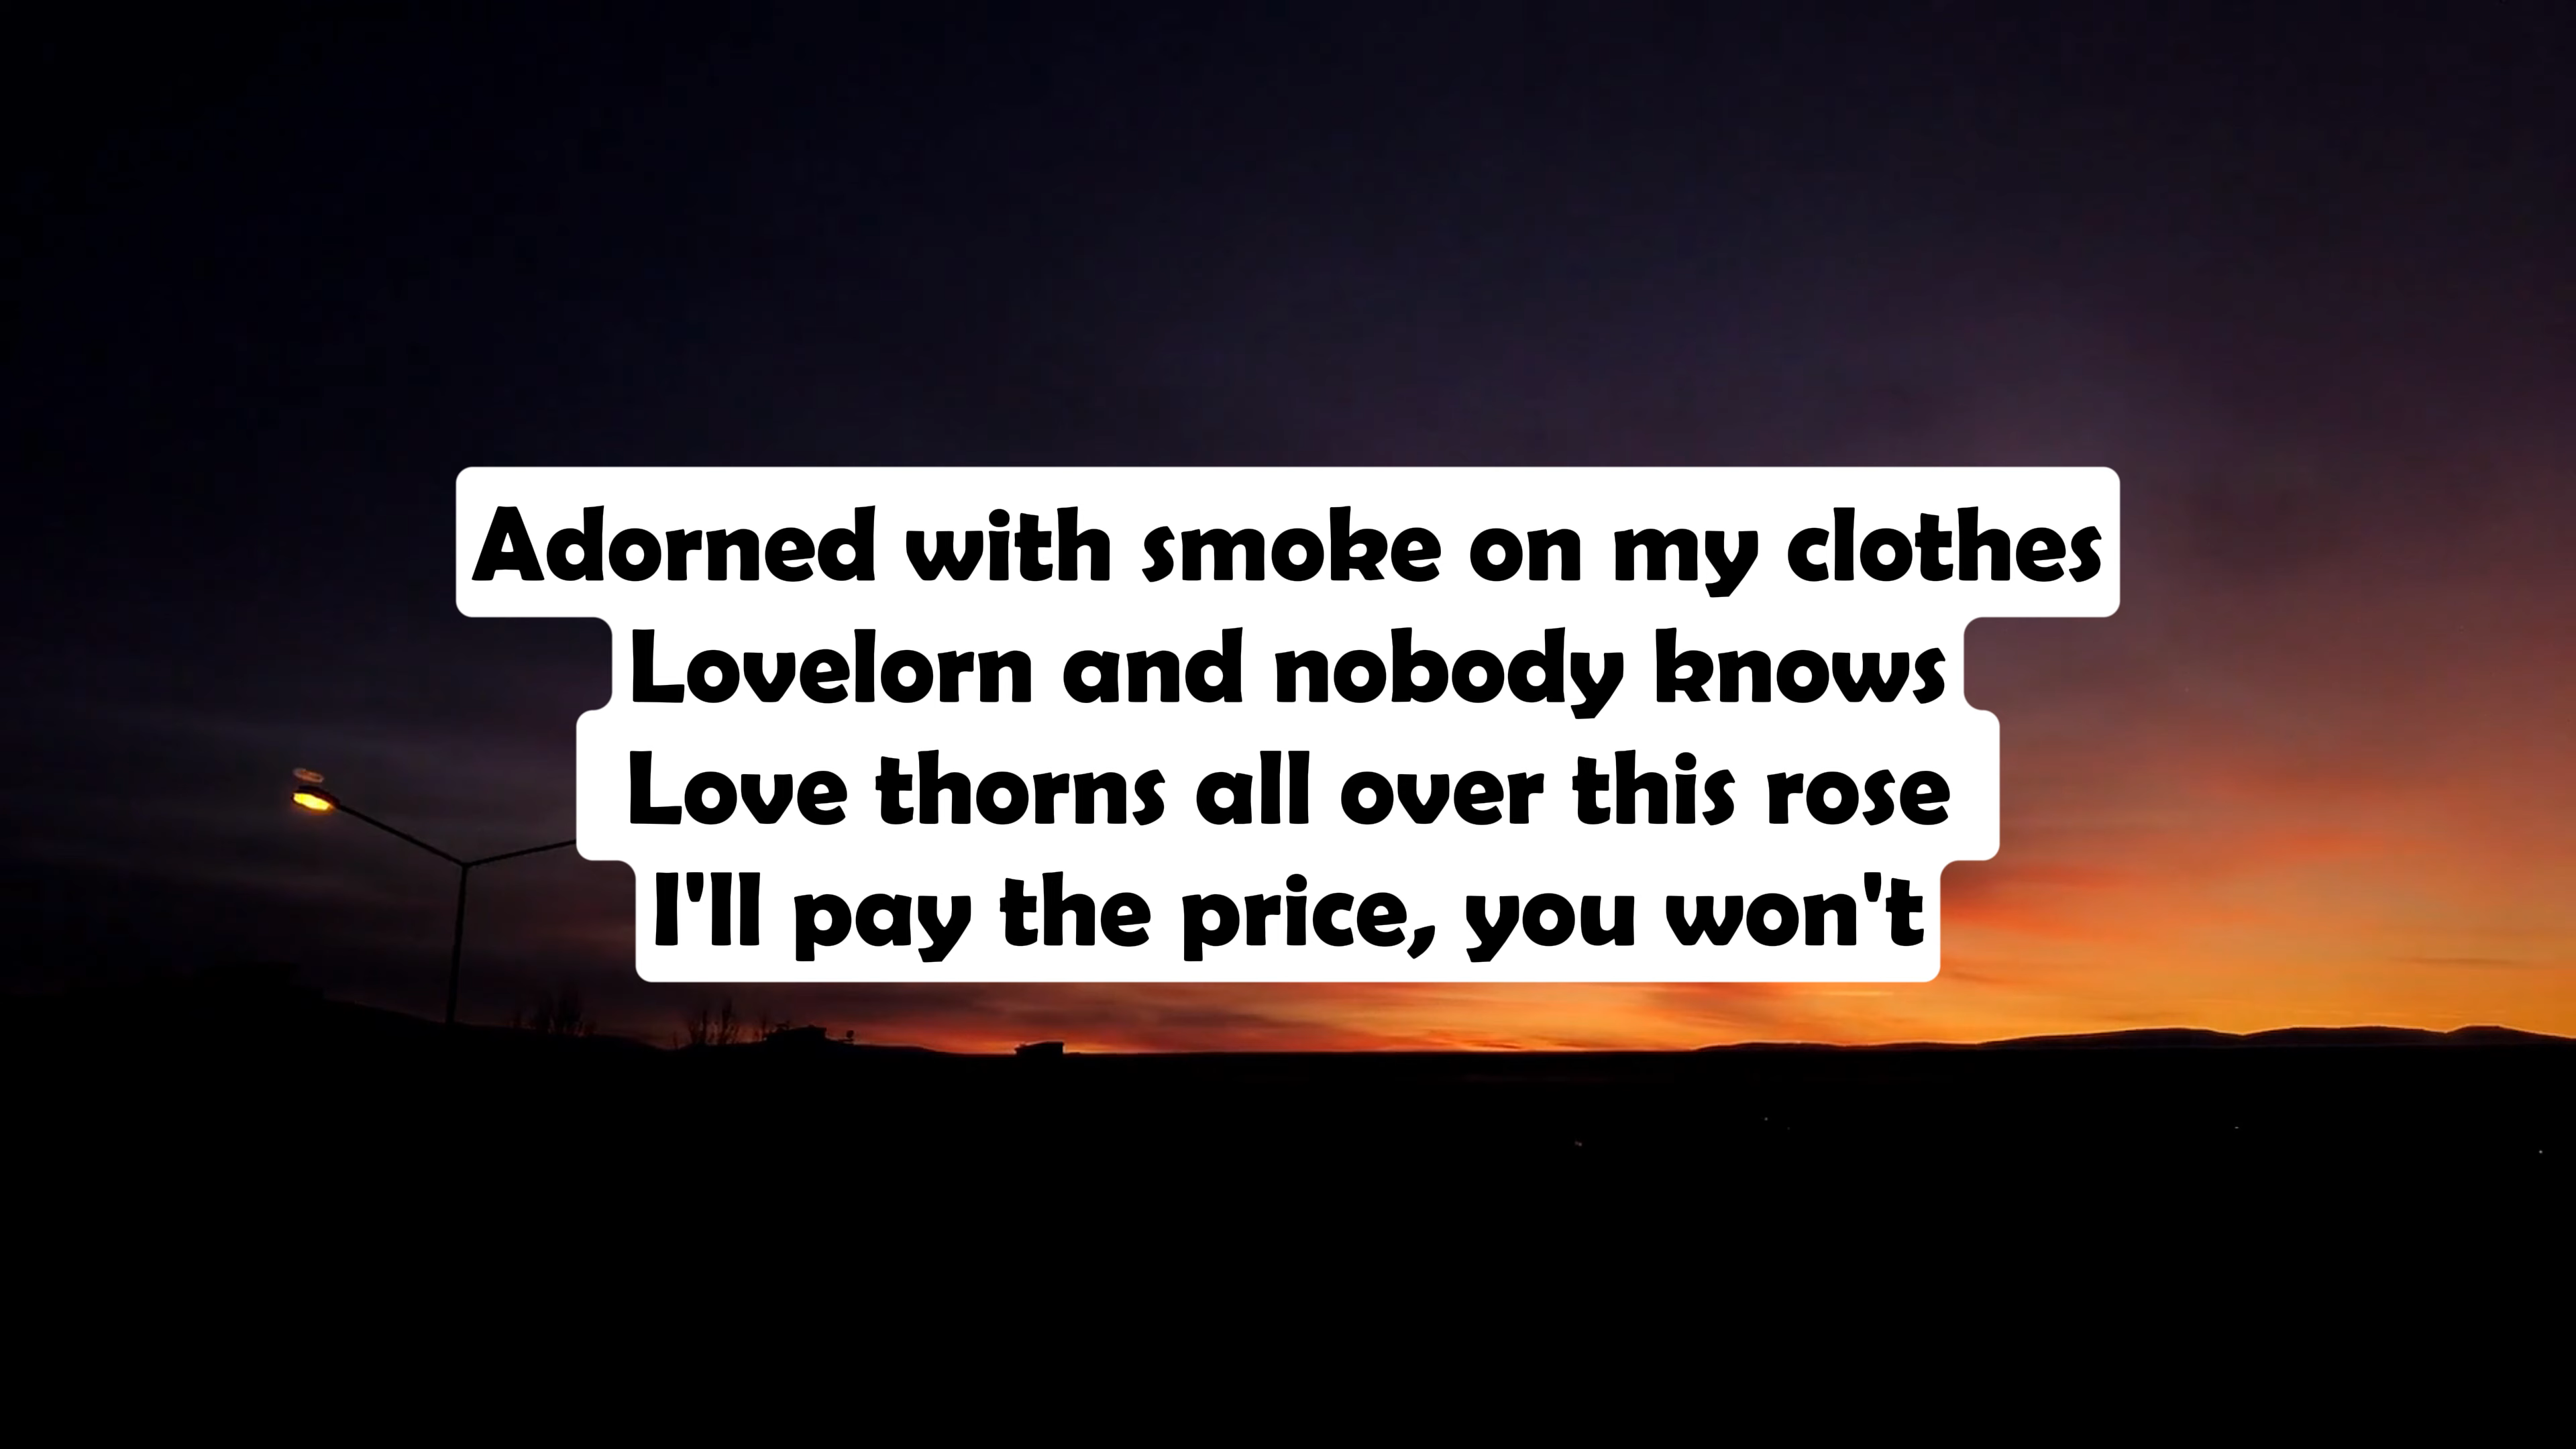 Adorned with smoke on my clothes
Lovelorn and nobody knows
Love thorns all over this rose
I'll pay the price, you won't